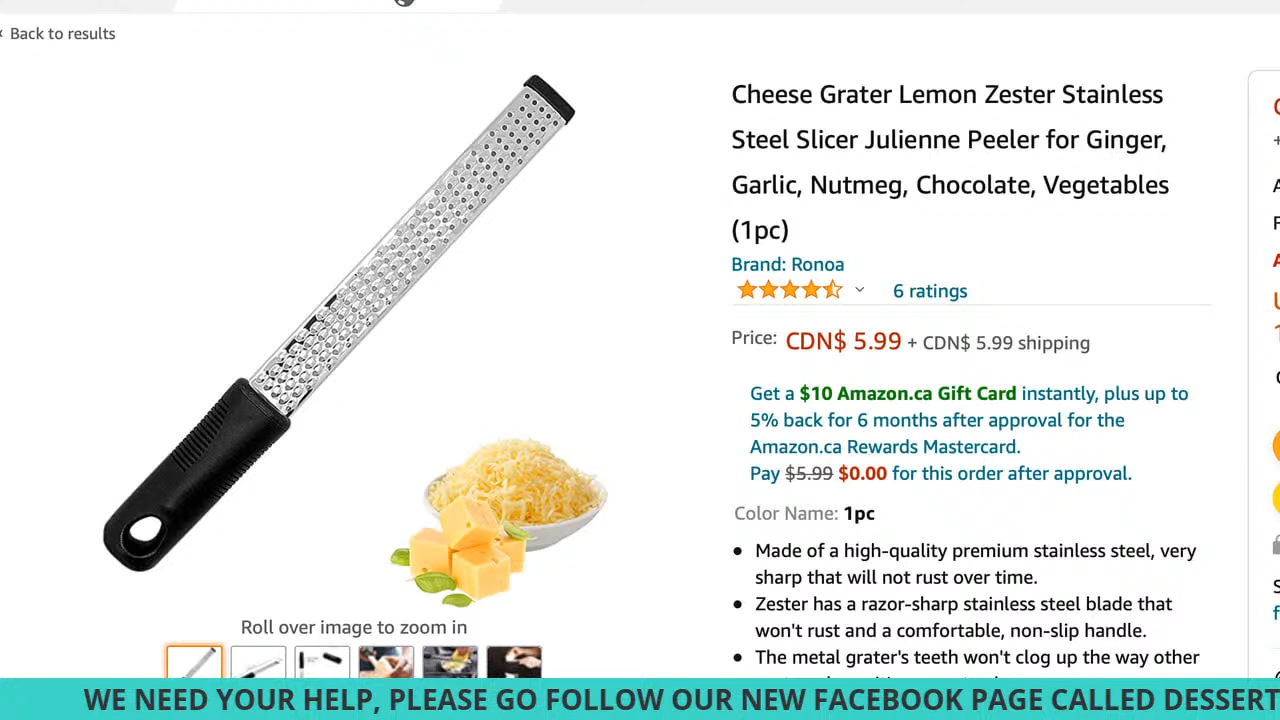 Back to results
Cheese Grater Lemon Zester Stainless
Steel Slicer Julienne Peeler for Ginger,
Garlic, Nutmeg, Chocolate, Vegetables
(1pc)
Brand: Ronoa
6 ratings
Price: CDN$ 5.99 + CDN$ 5.99 shipping
Get a $10 Amazon.ca Gift Card instantly, plus up to
5% back for 6 months after approval for the
Amazon.ca Rewards Mastercard.
Pay $5.99 $0.00 for this order after approval.
Color Name: 1pc
Made of a high-quality premium stainless steel, very
sharp that will not rust over time.
Zester has a razor-sharp stainless steel blade that
won't rust and a comfortable, non-slip handle.
The metal grater's teeth won't clog up the way other
Roll over image to zoom in
WE NEED YOUR HELP, PLEASE GO FOLLOW OUR NEW FACEBOOK PAGE CALLED DESSERT